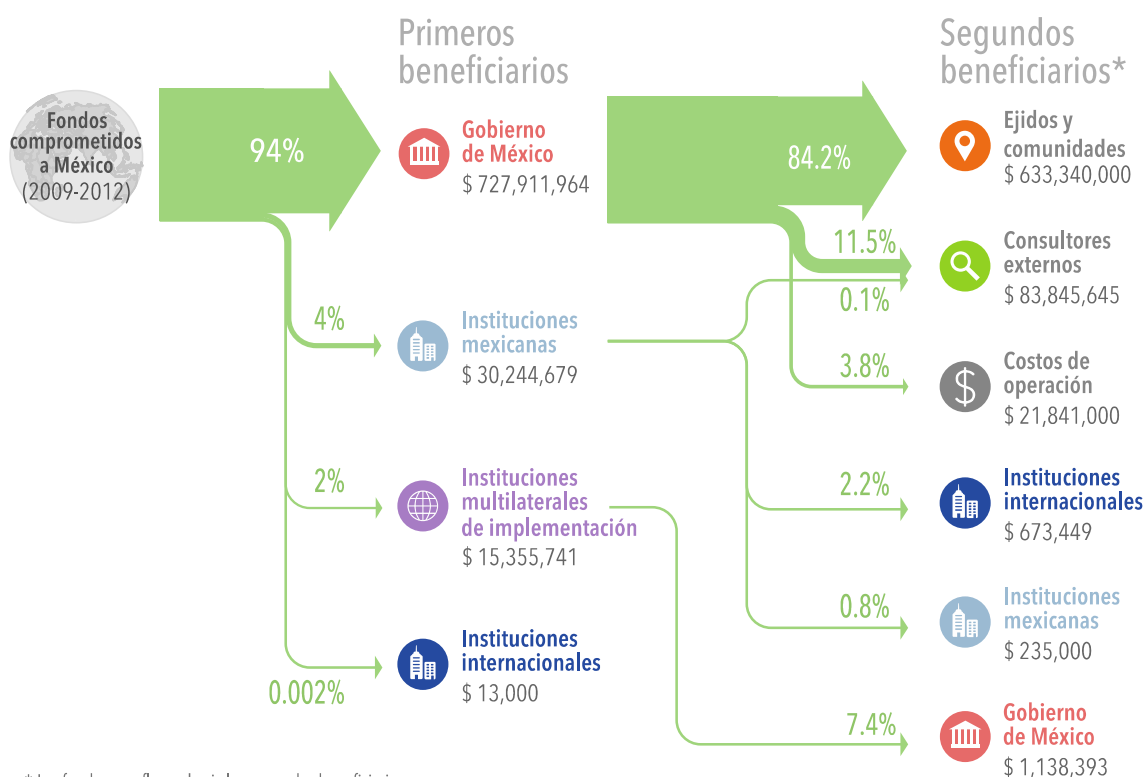 Primeros
beneficiarios
Segundos
beneficiarios*
Fondos
comprometidos
a México
(2009-2012)
94%
Gobierno
de México
$ 727,911,964
84.2%
Ejidos y
comunidades
$ 633,340,000
11.5%
Consultores
externos
$ 83,845,645
0.1%
4%
Instituciones
mexicanas
$ 30,244,679
3.8%
Costos de
operación
$ 21,841,000
2%
Instituciones
multilaterales
de implementación
$ 15,355,741
2.2%
Instituciones
internacionales
$ 673,449
0.8%
Instituciones
mexicanas
$ 235,000
0.002%
Instituciones
internacionales
$ 13,000
7.4%
Gobierno
de México
$ 1,138,393